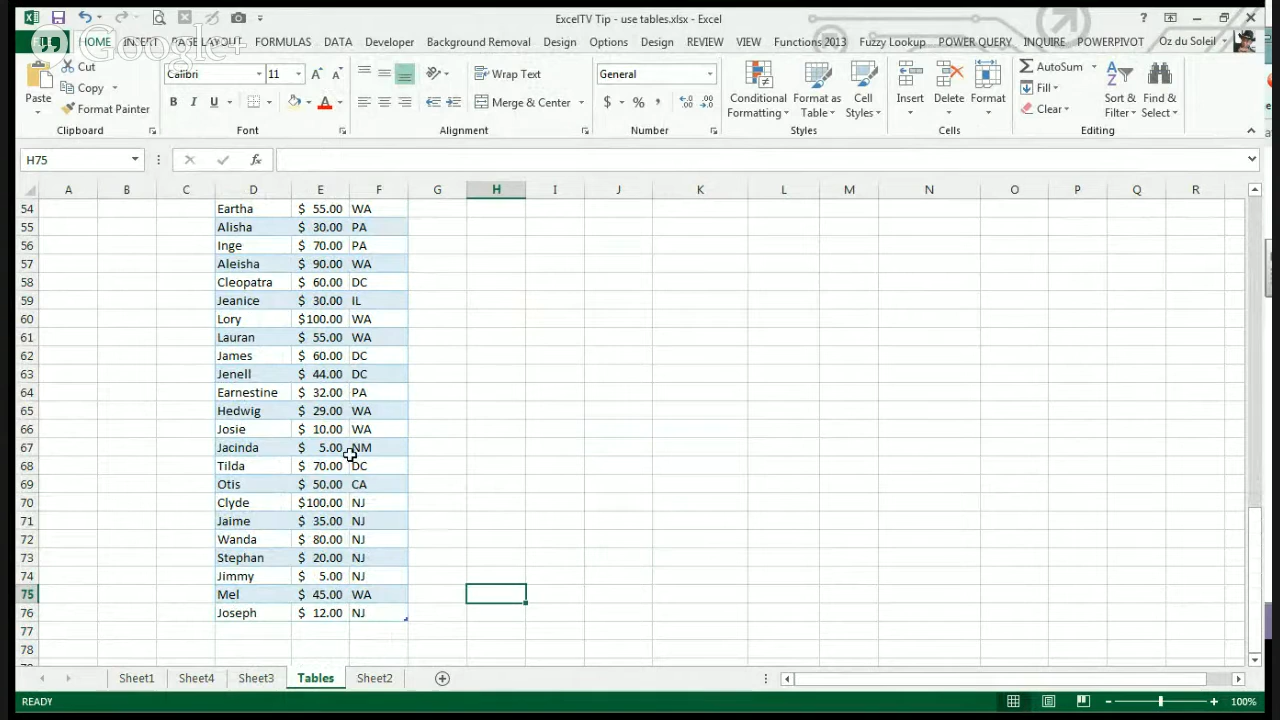 ExcelTV Tip - use tables.xlsx - Excel
Google+
HOME INSERT PAGE LAYOUT FORMULAS DATA Developer Background Removal Design Options Design REVIEW VIEW Functions 2013 Fuzzy Lookup POWER QUERY INQUIRE POWERPIVOT Oz du Soleil
Paste Cut Copy Format Painter Clipboard
Calibri 11 B I U Font
Wrap Text Merge & Center Alignment
General $ % , Number
Conditional Formatting Format as Table Cell Styles Styles
Insert Delete Format Cells
AutoSum Fill Clear Sort & Filter Find & Select Editing
H75 fx
A B C D E F G H I J K L M N O P Q R
54 Eartha $ 55.00 WA
55 Alisha $ 30.00 PA
56 Inge $ 70.00 PA
57 Aleisha $ 90.00 WA
58 Cleopatra $ 60.00 DC
59 Jeanice $ 30.00 IL
60 Lory $100.00 WA
61 Lauran $ 55.00 WA
62 James $ 60.00 DC
63 Jenell $ 44.00 DC
64 Earnestine $ 32.00 PA
65 Hedwig $ 29.00 WA
66 Josie $ 10.00 WA
67 Jacinda $ 5.00 NM
68 Tilda $ 70.00 DC
69 Otis $ 50.00 CA
70 Clyde $100.00 NJ
71 Jaime $ 35.00 NJ
72 Wanda $ 80.00 NJ
73 Stephan $ 20.00 NJ
74 Jimmy $ 5.00 NJ
75 Mel $ 45.00 WA
76 Joseph $ 12.00 NJ
77
78
Sheet1 Sheet4 Sheet3 Tables Sheet2
READY 100%